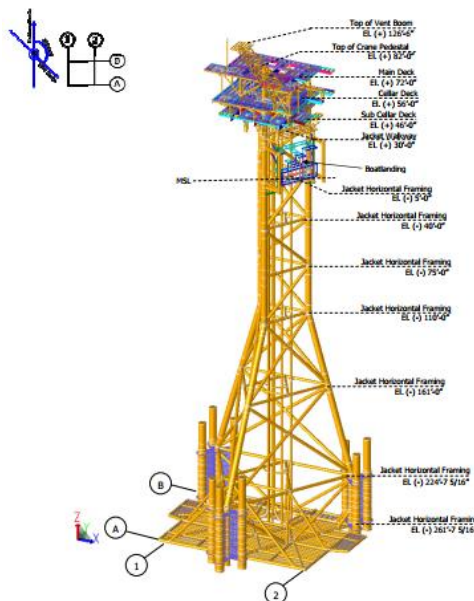 1
2
B
A
Top of Vent Boom
El. (+) 126'-6"
Top of Crane Pedestal
El. (+) 82'-0"
Main Deck
El. (+) 72'-0"
Cellar Deck
El. (+) 56'-0"
Sub Cellar Deck
El. (+) 46'-0"
Jacket Walkway
El. (+) 30'-0"
Boatlanding
MSL
Jacket Horizontal Framing
El. (-) 5'-0"
Jacket Horizontal Framing
El. (-) 40'-0"
Jacket Horizontal Framing
El. (-) 75'-0"
Jacket Horizontal Framing
El. (-) 110'-0"
Jacket Horizontal Framing
El. (-) 161'-0"
Jacket Horizontal Framing
El. (-) 224'-7 5/16"
Jacket Horizontal Framin
El. (-) 261'-7 5/16
B
A
1
2
Z
Y
X